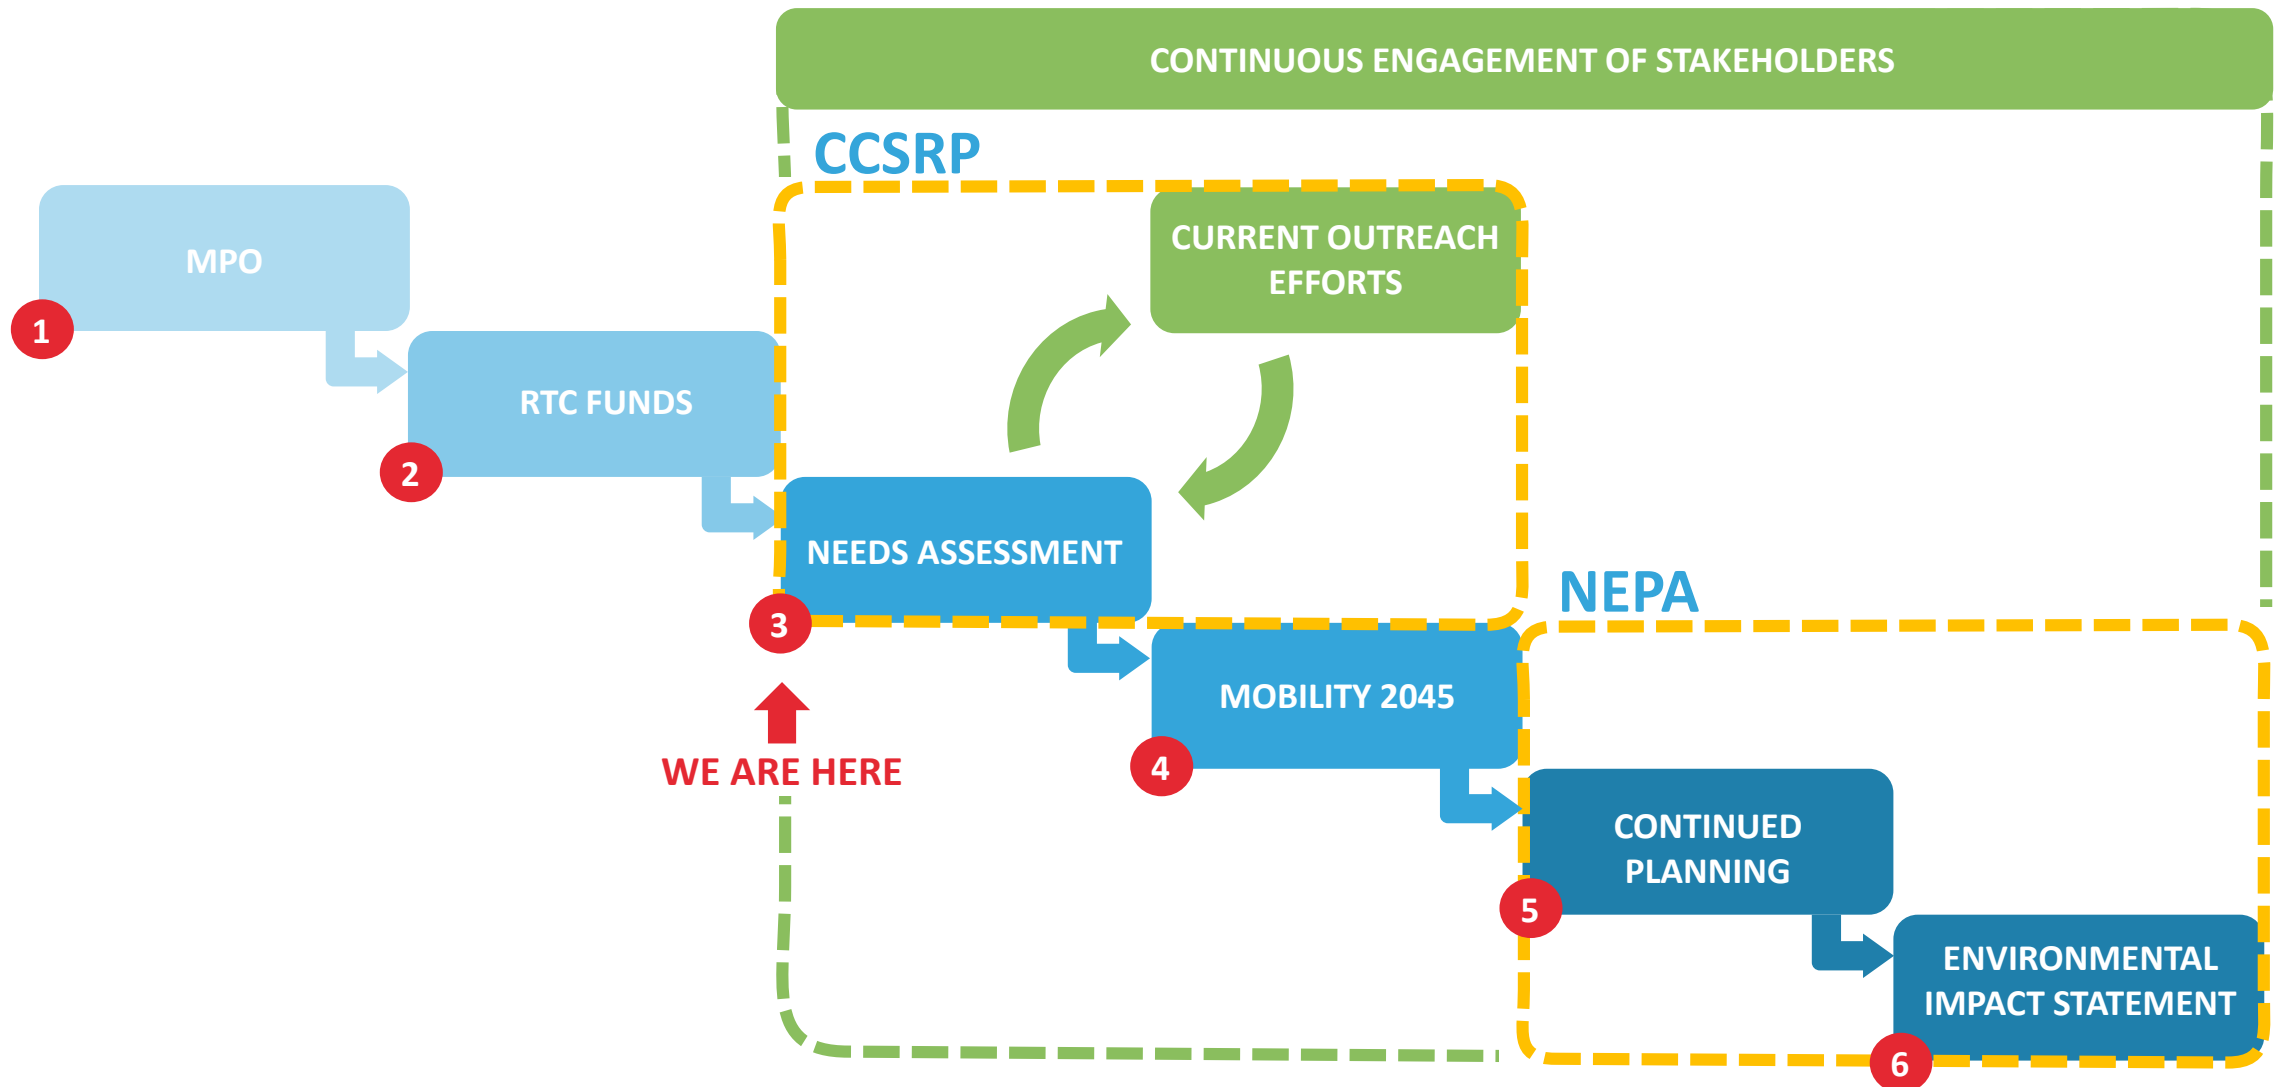 CONTINUOUS ENGAGEMENT OF STAKEHOLDERS
CCSRP
MPO
1
CURRENT OUTREACH
EFFORTS
RTC FUNDS
2
NEEDS ASSESSMENT
3
WE ARE HERE
NEPA
MOBILITY 2045
4
CONTINUED
PLANNING
5
ENVIRONMENTAL
IMPACT STATEMENT
6